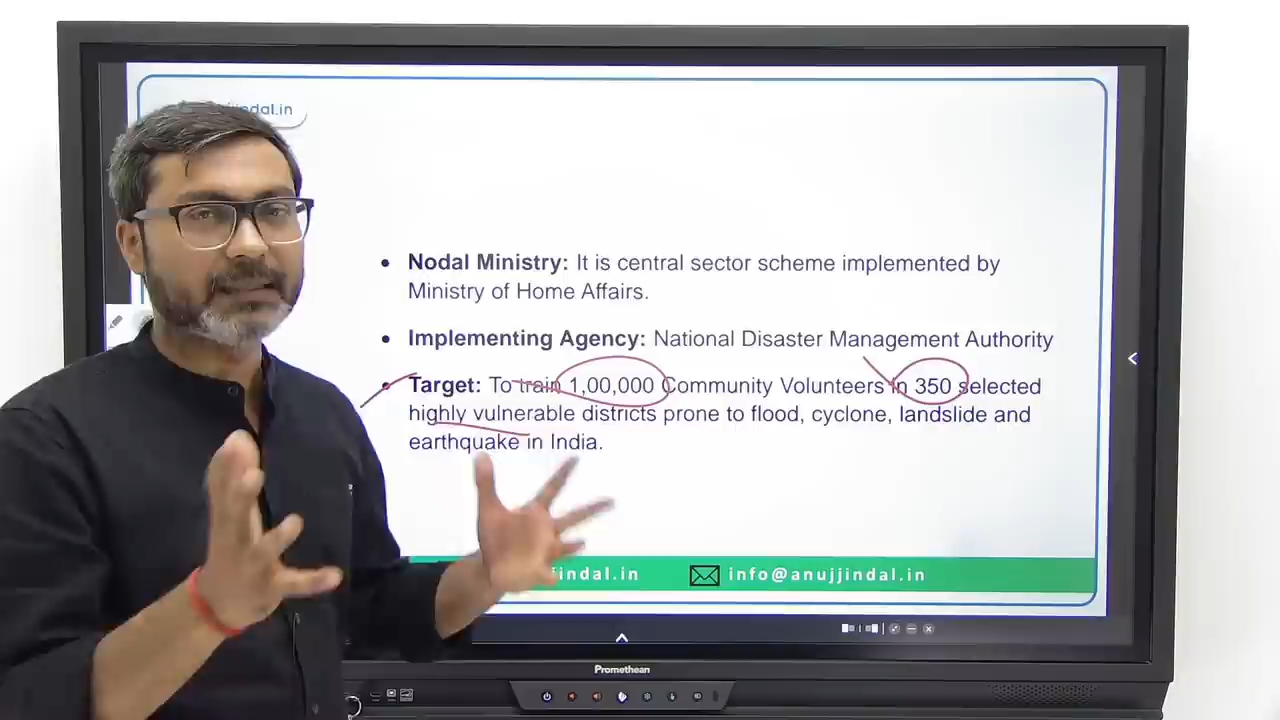 jindal.in
• Nodal Ministry: It is central sector scheme implemented by
Ministry of Home Affairs.
• Implementing Agency: National Disaster Management Authority
• Target: To train 1,00,000 Community Volunteers in 350 selected
highly vulnerable districts prone to flood, cyclone, landslide and
earthquake in India.
jindal.in info@anujjindal.in
Promethean